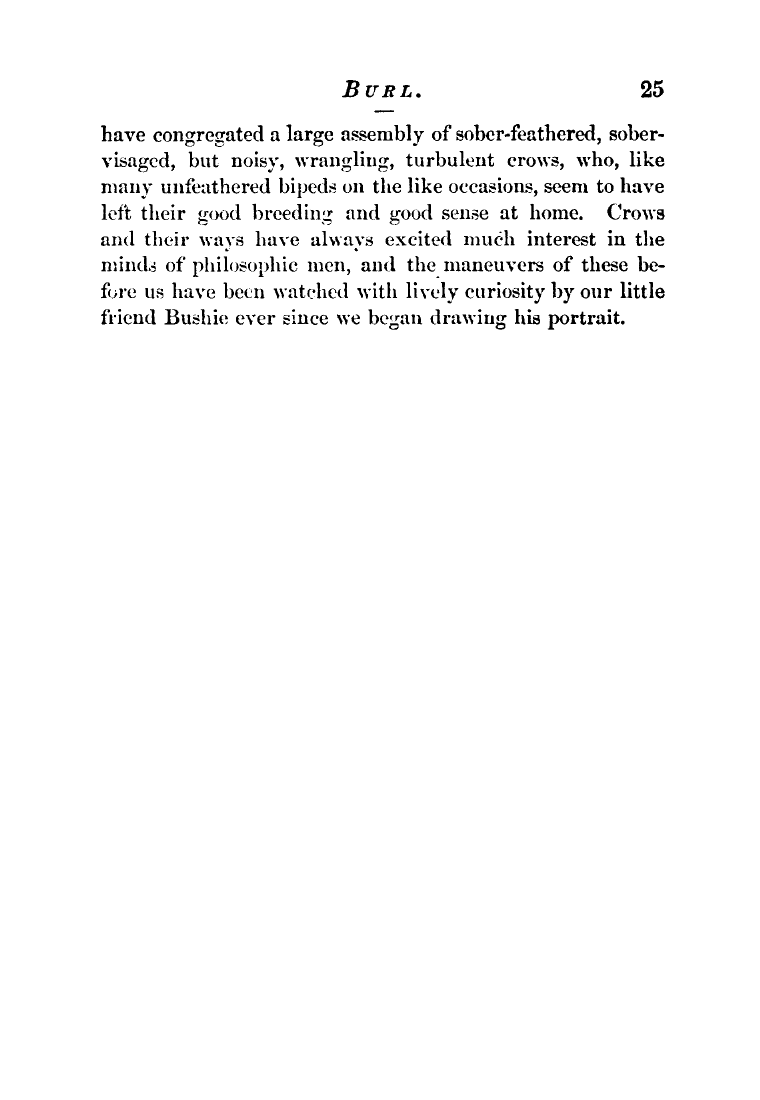 BURL. 25
have congregated a large assembly of sober-feathered, sober-
visaged, but noisy, wrangling, turbulent crows, who, like
many unfeathered bipeds on the like occasions, seem to have
left their good breeding and good sense at home. Crows
and their ways have always excited much interest in the
minds of philosophic men, and the maneuvers of these be-
fore us have been watched with lively curiosity by our little
friend Bushie ever since we began drawing his portrait.